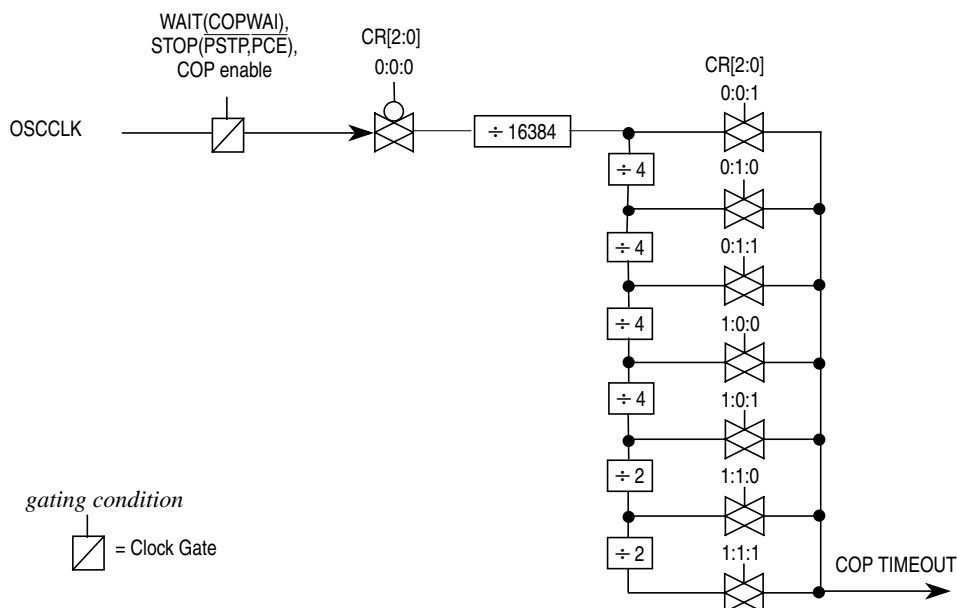 WAIT(COPWAI),
STOP(PSTP,PCE),
COP enable
CR[2:0]
0:0:0
CR[2:0]
0:0:1
OSCCLK
÷ 16384
÷ 4
0:1:0
÷ 4
0:1:1
÷ 4
1:0:0
÷ 4
1:0:1
÷ 2
1:1:0
÷ 2
1:1:1
gating condition
= Clock Gate
COP TIMEOUT